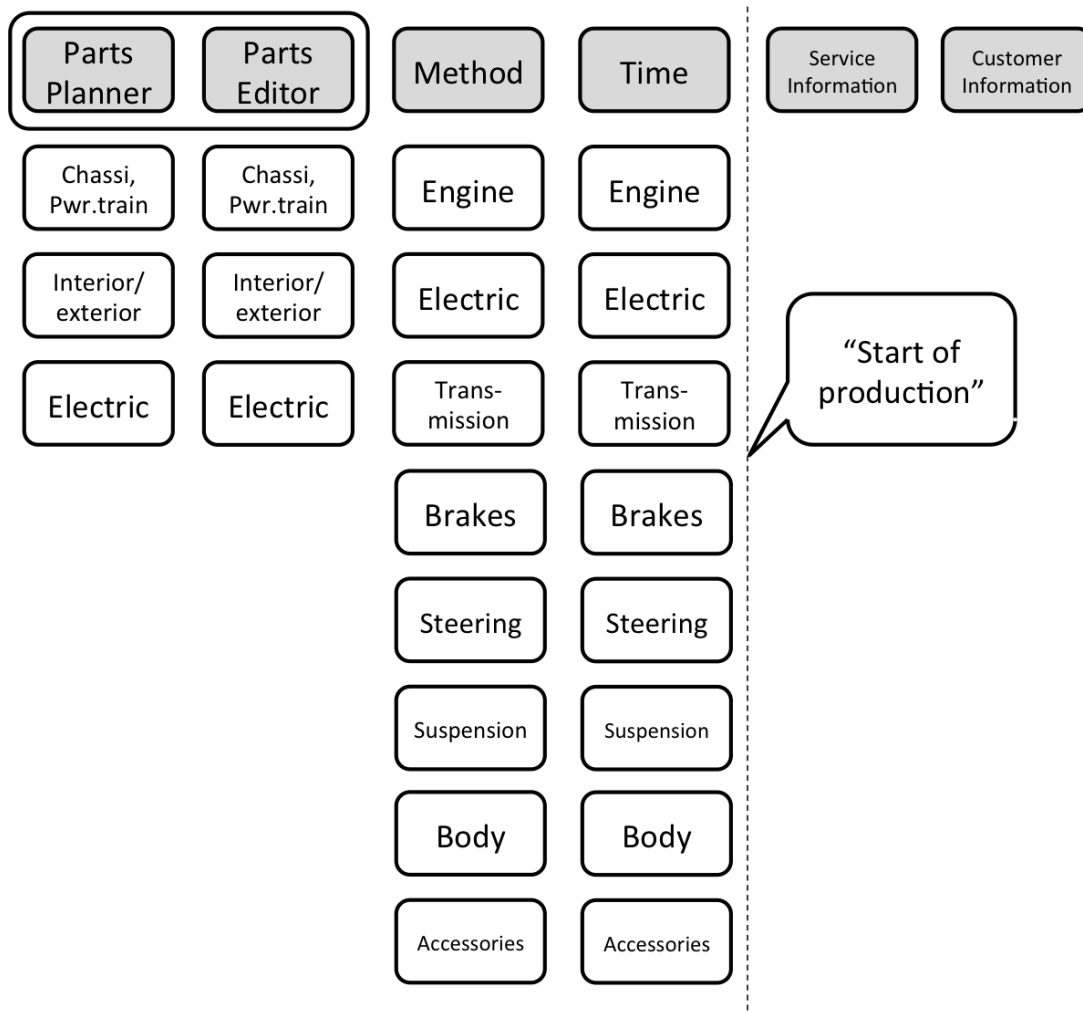 Parts
Planner
Parts
Editor
Method
Time
Service
Information
Customer
Information
Chassi,
Pwr.train
Chassi,
Pwr.train
Engine
Engine
Interior/
exterior
Interior/
exterior
Electric
Electric
“Start of
production”
Electric
Electric
Trans-
mission
Trans-
mission
Brakes
Brakes
Steering
Steering
Suspension
Suspension
Body
Body
Accessories
Accessories